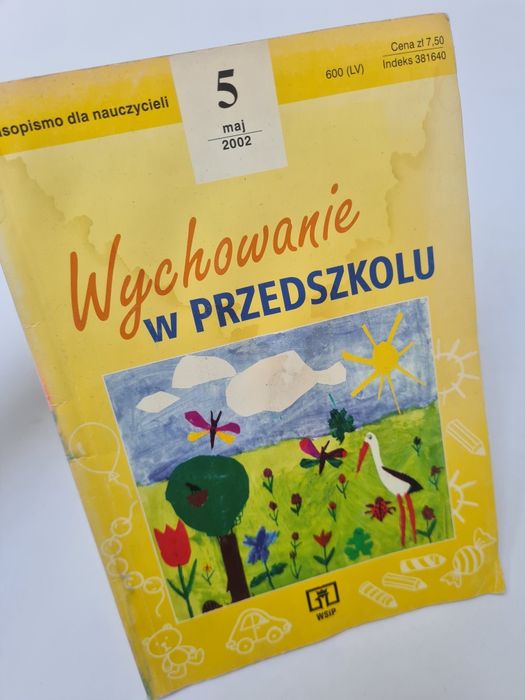 asopismo dla nauczycieli
5
maj
2002
600 (LV)
Cena zł 7,50
Indeks 381640
Wychowanie
w PRZEDSZKOLU
WSiP